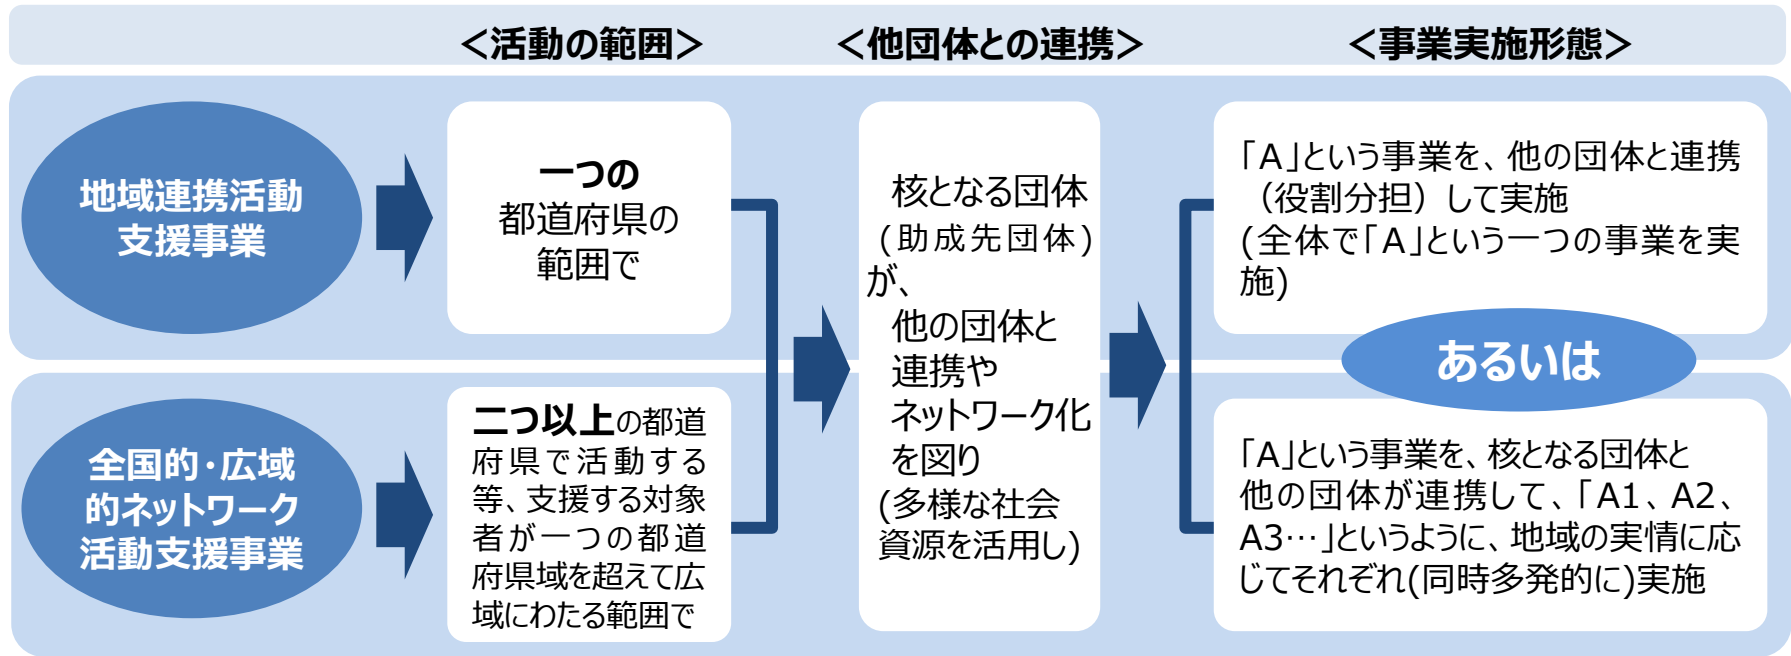 ＜活動の範囲＞
＜他団体との連携＞
＜事業実施形態＞
地域連携活動
支援事業
一つの
都道府県の
範囲で
全国的・広域
的ネットワーク
活動支援事業
二つ以上の都道
府県で活動する
等、支援する対象
者が一つの都道
府県域を超えて広
域にわたる範囲で
核となる団体
(助成先団体)
が、
他の団体と
連携や
ネットワーク化
を図り
(多様な社会
資源を活用し)
「A」という事業を、他の団体と連携
（役割分担）して実施
(全体で「A」という一つの事業を実
施)
あるいは
「A」という事業を、核となる団体と
他の団体が連携して、「A1、A2、
A3…」というように、地域の実情に応
じてそれぞれ(同時多発的に)実施